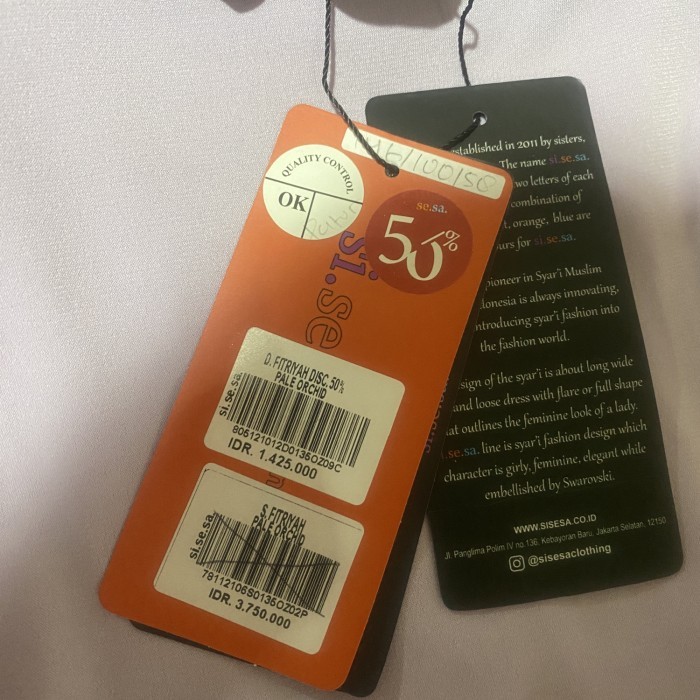 QUALITY CONTROL
OK
se.sa.
50%
si.se
D. FITRIYAH DISC. 50%
PALE ORCHID
si.se.sa
IDR. 1.425.000
S. FITRIYAH
PALE ORCHID
si.se.sa
IDR. 3.750.000
established in 2011 by sisters,
The name si.se.sa.
two letters of each
combination of
orange, blue are
for si.se.sa.
pioneer in Syar'i Muslim
is always innovating,
introducing syar'i fashion into
the fashion world.
of the syar'i is about long wide
and loose dress with flare or full shape
outlines the feminine look of a lady.
si.se.sa. line is syar'i fashion design which
character is girly, feminine, elegant while
embellished by Swarovski.
WWW.SISESA.CO.ID
Jl. Panglima Polim IV no.136, Kebayoran Baru, Jakarta Selatan, 12150
@sisesaclothing